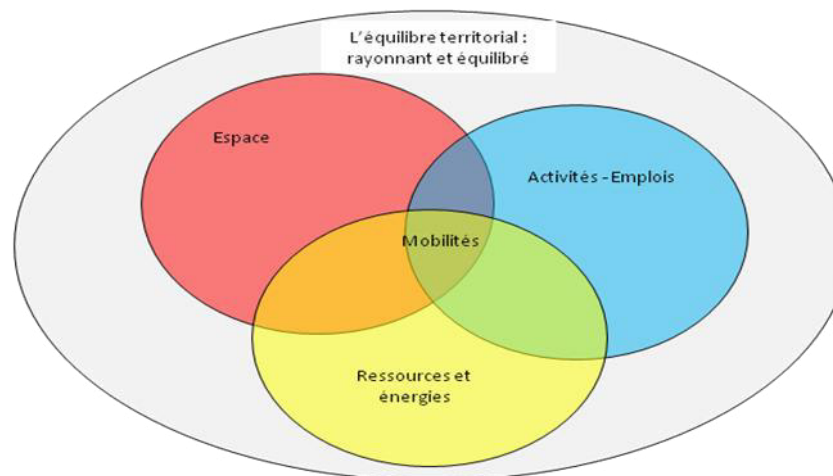 L'équilibre territorial :
rayonnant et équilibré
Espace
Activités - Emplois
Mobilités
Ressources et
énergies